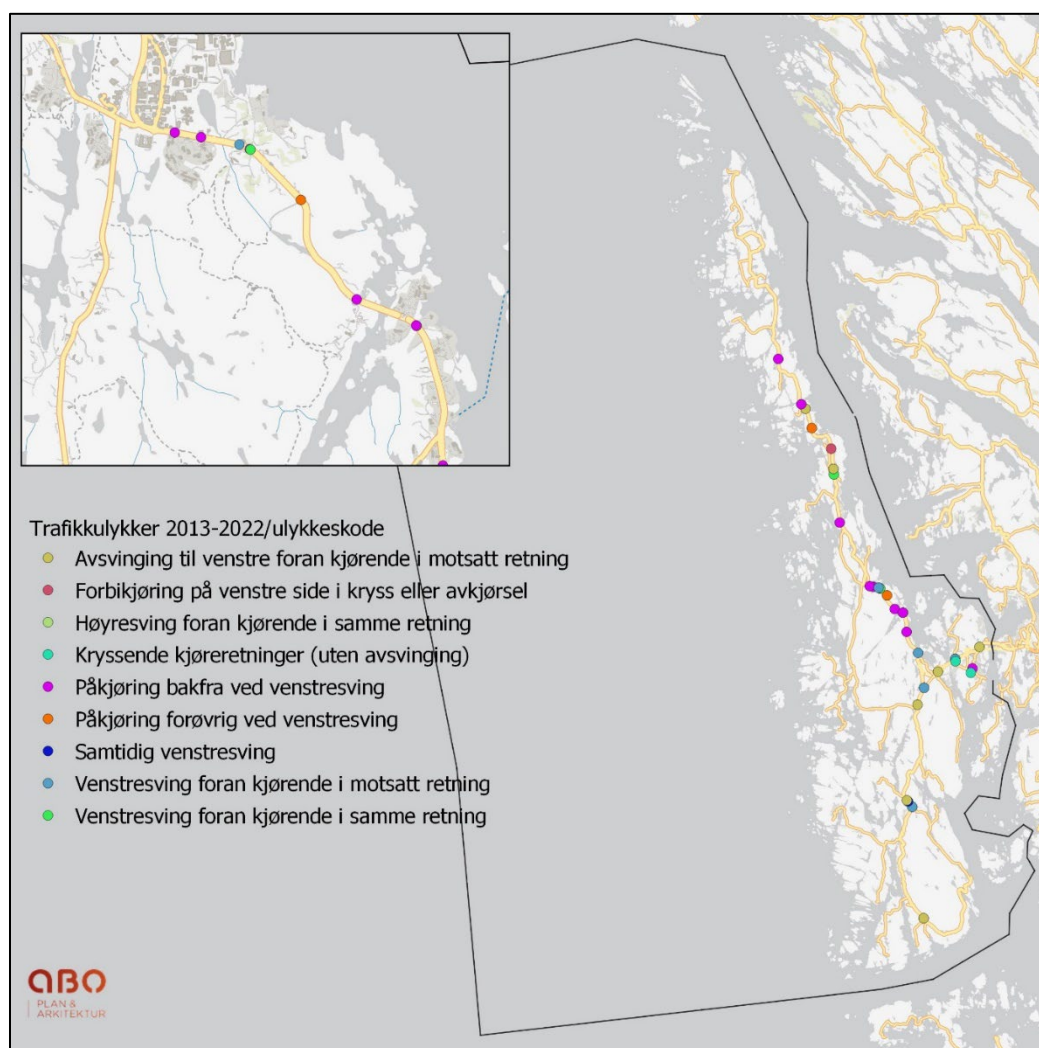 Trafikkulykker 2013-2022/ulykkeskode
Avsvinging til venstre foran kjørende i motsatt retning
Forbikjøring på venstre side i kryss eller avkjørsel
Høyresving foran kjørende i samme retning
Kryssende kjøreretninger (uten avsvinging)
Påkjøring bakfra ved venstresving
Påkjøring forøvrig ved venstresving
Samtidig venstresving
Venstresving foran kjørende i motsatt retning
Venstresving foran kjørende i samme retning
ABO
PLAN &
ARKITEKTUR